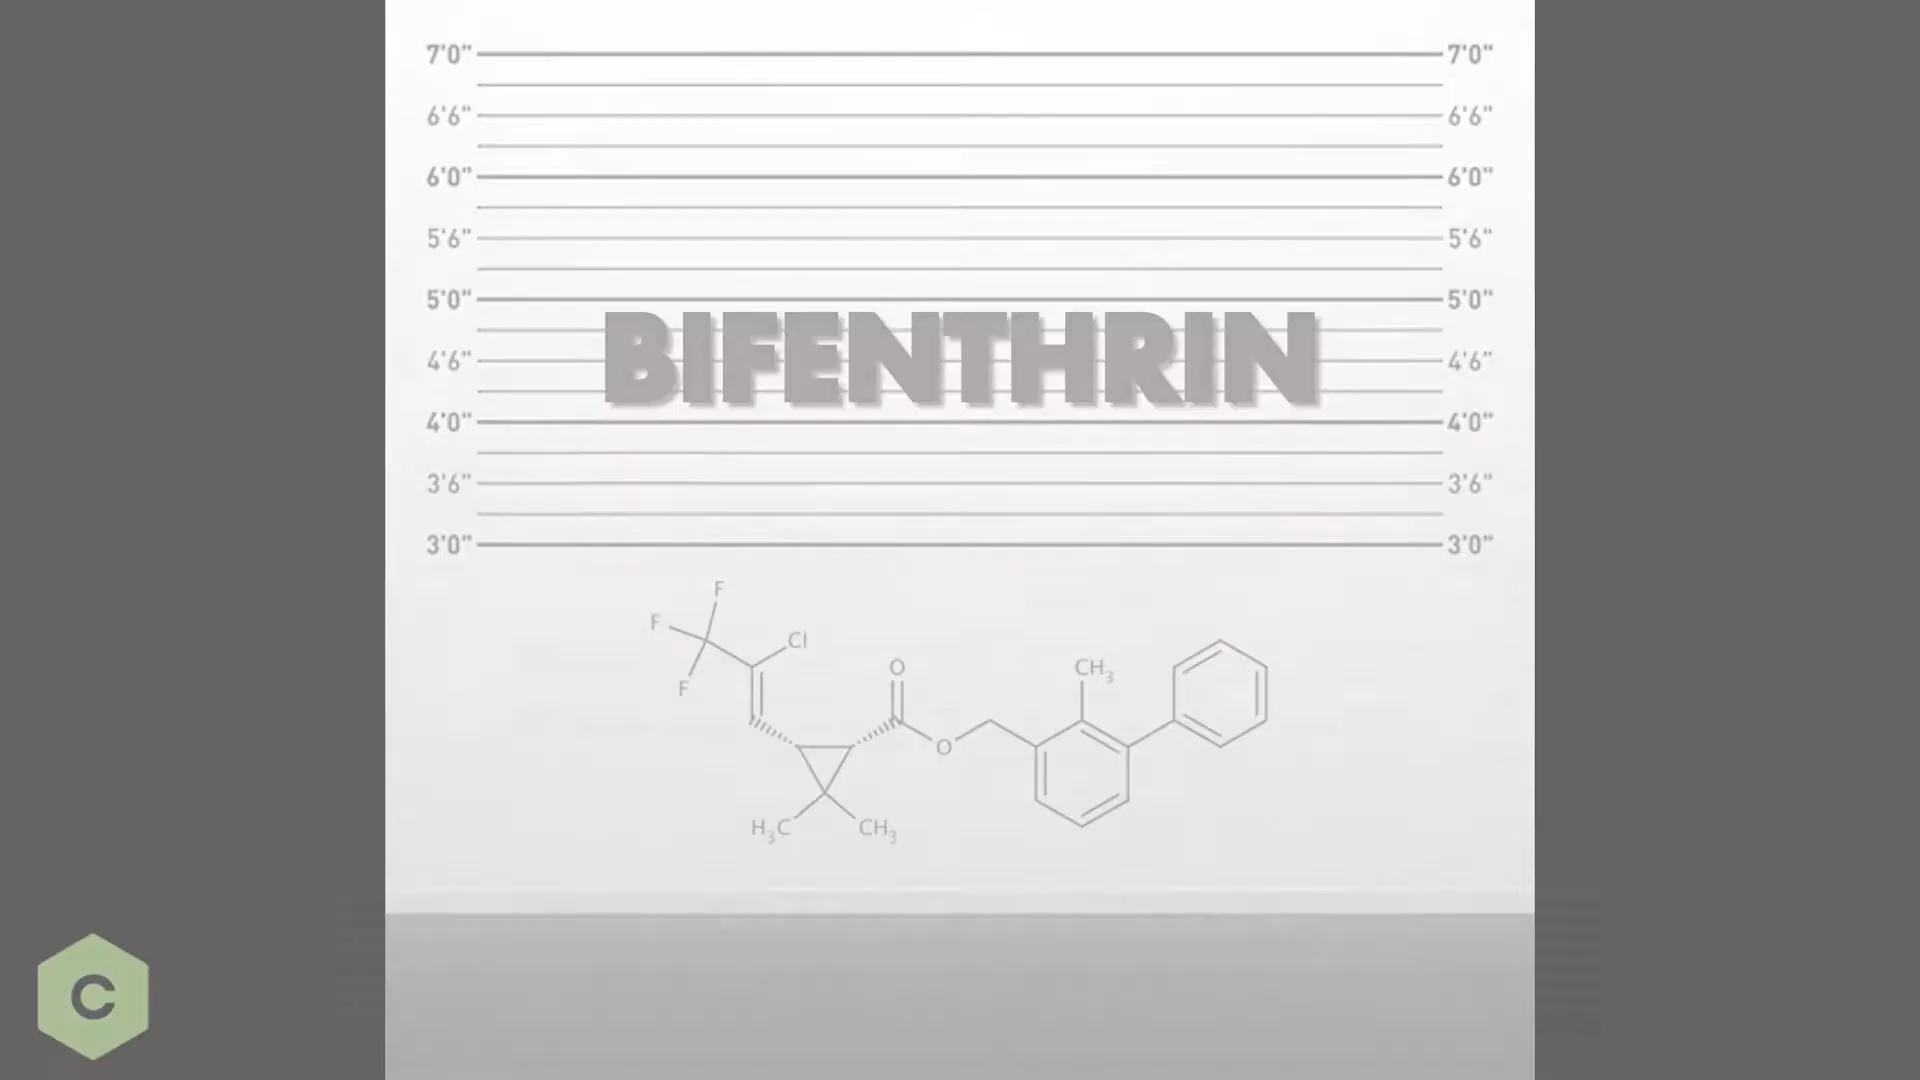 7'0" 7'0"
6'6" 6'6"
6'0" 6'0"
5'6" 5'6"
5'0" 5'0"
BIFENTHRIN
4'6" 4'6"
4'0" 4'0"
3'6" 3'6"
3'0" 3'0"
F
F
Cl
O
CH3
F
O
H3C CH3
C